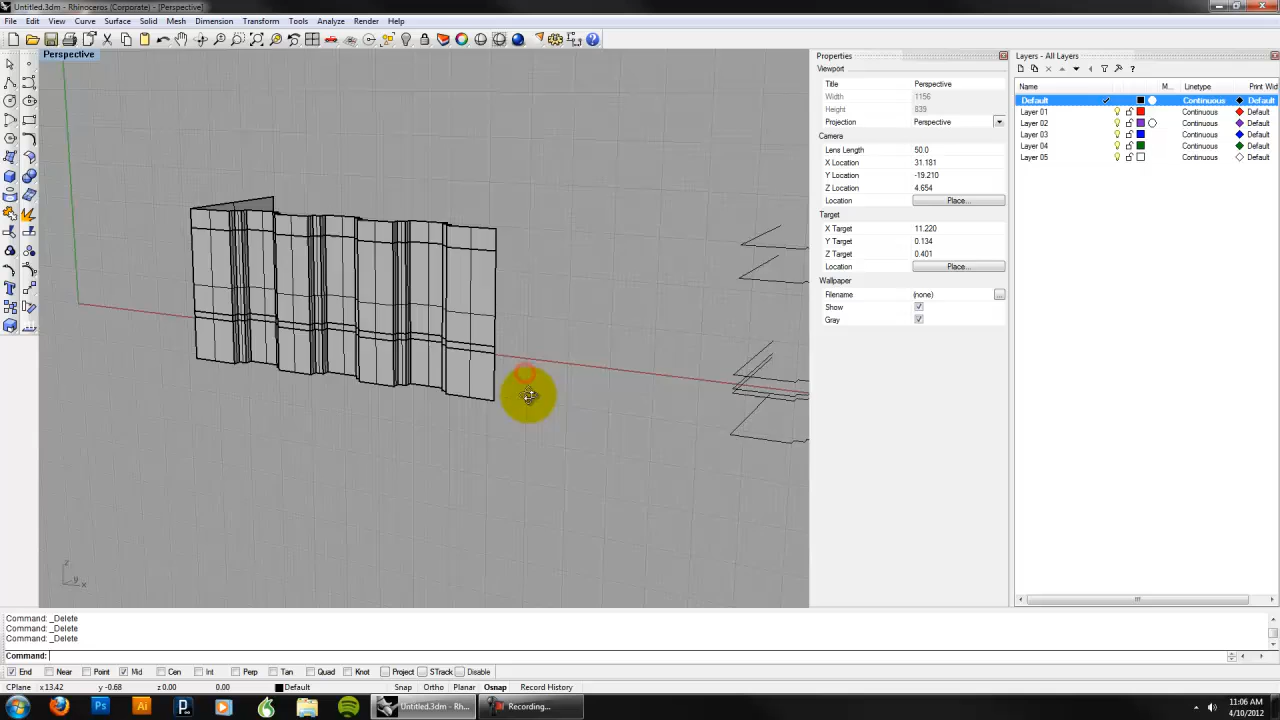 Untitled.3dm - Rhinoceros (Corporate) - [Perspective]
File Edit View Curve Surface Solid Mesh Dimension Transform Tools Analyze Render Help
Perspective
Properties
Viewport
Title Perspective
Width 1156
Height 839
Projection Perspective
Camera
Lens Length 50.0
X Location 31.181
Y Location -19.210
Z Location 4.654
Location Place...
Target
X Target 11.220
Y Target 0.134
Z Target 0.401
Location Place...
Wallpaper
Filename (none) ...
Show
Gray
Layers - All Layers
Name M... Linetype Print Wid
Default Continuous Default
Layer 01 Continuous Default
Layer 02 Continuous Default
Layer 03 Continuous Default
Layer 04 Continuous Default
Layer 05 Continuous Default
z
y x
Command: _Delete
Command: _Delete
Command: _Delete
Command:
End Near Point Mid Cen Int Perp Tan Quad Knot Project STrack Disable
CPlane x 13.42 y -0.68 z 0.00 0.00 Default Snap Ortho Planar Osnap Record History
Ps Ai p Untitled.3dm - Rh... Recording...
11:06 AM
4/10/2012